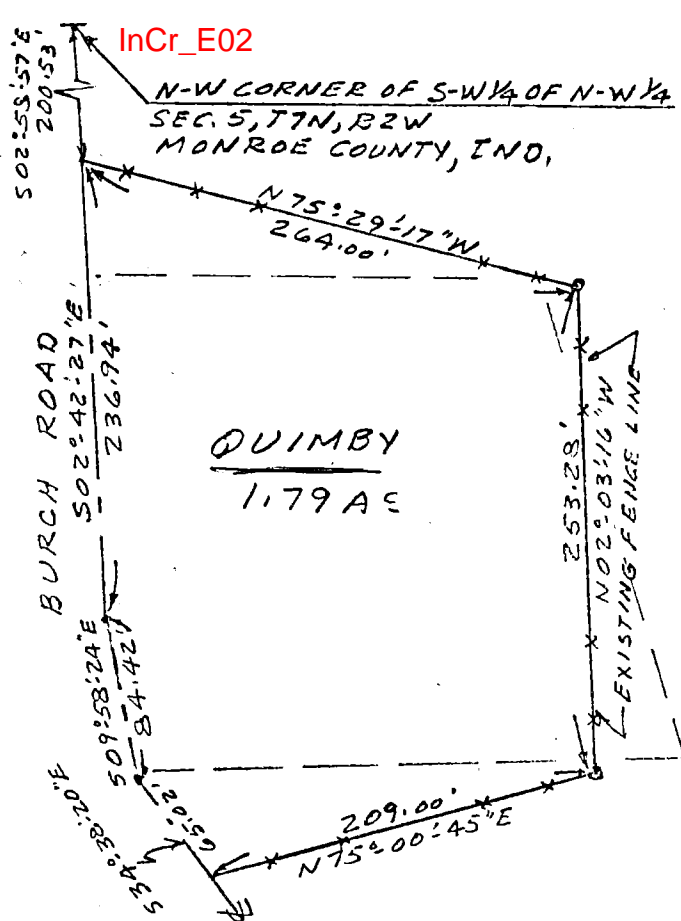 InCr_E02
N-W CORNER OF S-W¼ OF N-W¼
SEC. 5, T7N, R2W
MONROE COUNTY, IND.
S02°-53'-57"E
200.53'
N75°-29'-17"W
264.00'
BURCH ROAD
S02°-42'-27"E
236.94'
QUIMBY
1.79 AC
253.28'
N02°-03'-16"W
EXISTING FENCE LINE
S09°-58'-24"E
84.42'
S34°-38'-20"E
65.02'
209.00'
N75°-00'-45"E